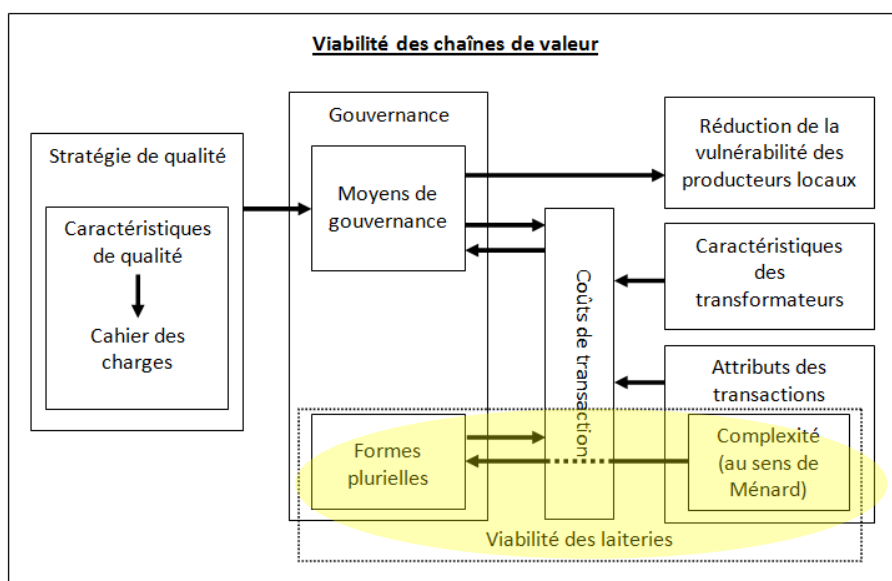 Viabilité des chaînes de valeur
Stratégie de qualité
Caractéristiques
de qualité
Cahier des
charges
Gouvernance
Moyens de
gouvernance
Formes
plurielles
Coûts de transaction
Réduction de la
vulnérabilité des
producteurs locaux
Caractéristiques
des
transformateurs
Attributs des
transactions
Complexité
(au sens de
Ménard)
Viabilité des laiteries